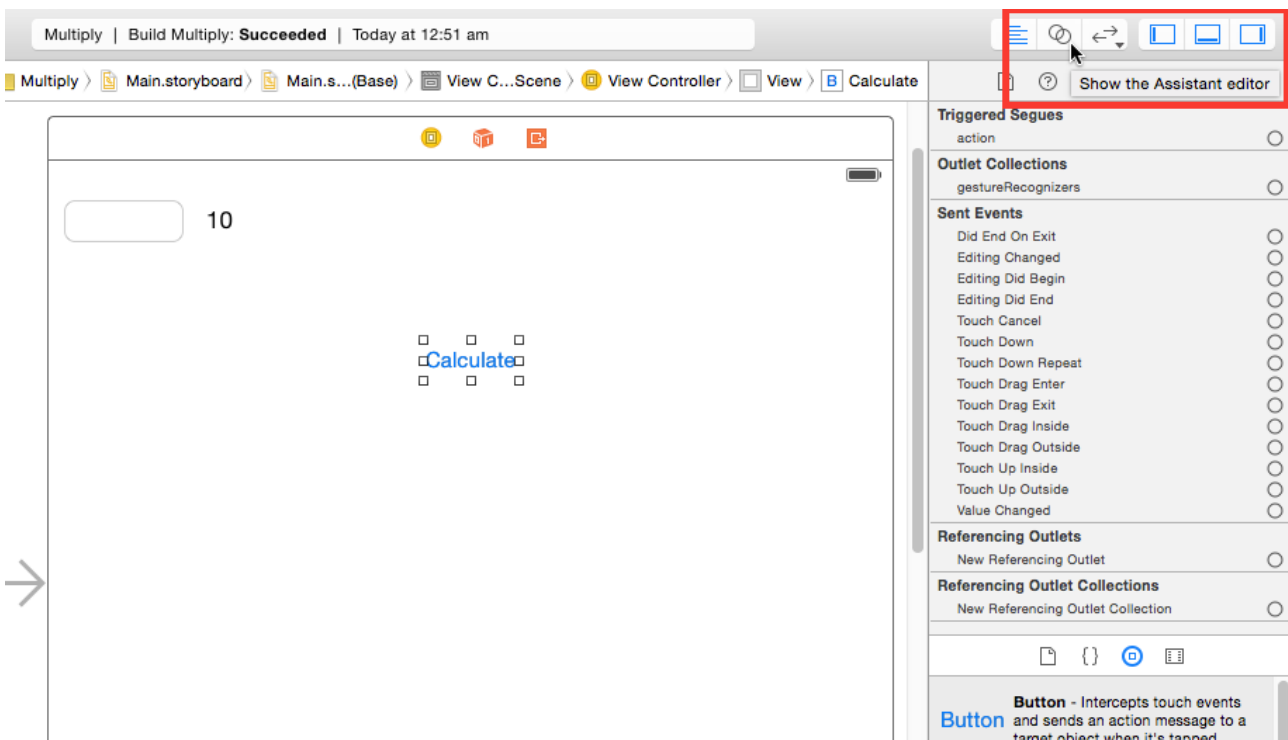 Multiply | Build Multiply: Succeeded | Today at 12:51 am
Multiply 〉 Main.storyboard 〉 Main.s...(Base) 〉 View C...Scene 〉 View Controller 〉 View 〉 B Calculate
Show the Assistant editor
10
Calculate
Triggered Segues
action
Outlet Collections
gestureRecognizers
Sent Events
Did End On Exit
Editing Changed
Editing Did Begin
Editing Did End
Touch Cancel
Touch Down
Touch Down Repeat
Touch Drag Enter
Touch Drag Exit
Touch Drag Inside
Touch Drag Outside
Touch Up Inside
Touch Up Outside
Value Changed
Referencing Outlets
New Referencing Outlet
Referencing Outlet Collections
New Referencing Outlet Collection
{}
Button
Button - Intercepts touch events
and sends an action message to a
target object when it's tapped